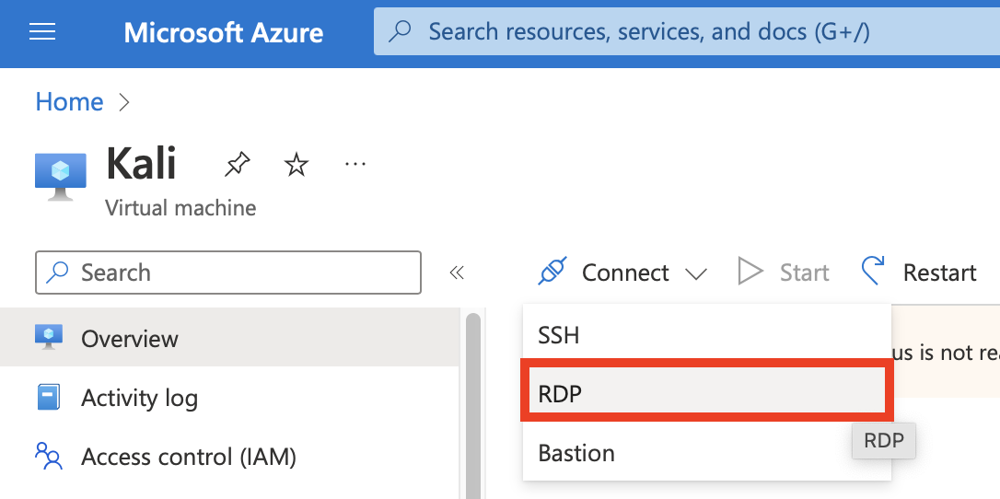 Microsoft Azure
Search resources, services, and docs (G+/)
Home
Kali
Virtual machine
Search
Connect
Start
Restart
Overview
SSH
us is not rea
Activity log
RDP
RDP
Access control (IAM)
Bastion